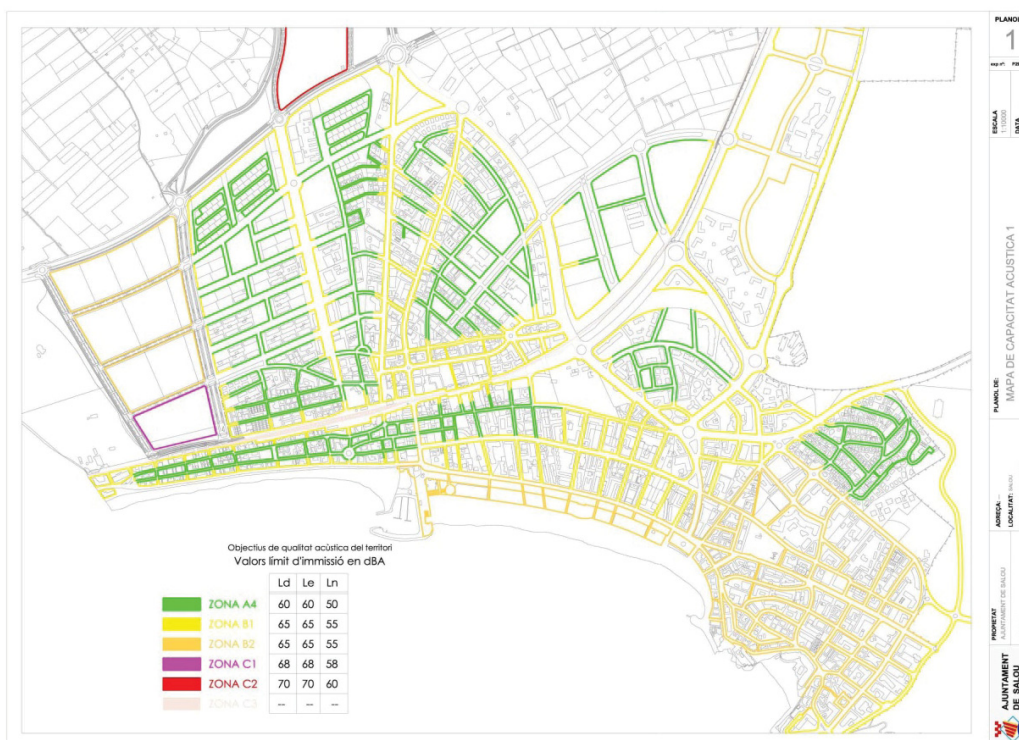 Objectius de qualitat acústica del territori
Valors límit d'immissió en dBA
Ld Le Ln
ZONA A4 60 60 50
ZONA B1 65 65 55
ZONA B2 65 65 55
ZONA C1 68 68 58
ZONA C2 70 70 60
ZONA C3 -- -- --
PLANOL
1
ESCALA
1:10000
DATA
PLANOL DE:
MAPA DE CAPACITAT ACUSTICA 1
ADREÇA: --
LOCALITAT: SALOU
PROPIETAT
AJUNTAMENT DE SALOU
AJUNTAMENT
DE SALOU